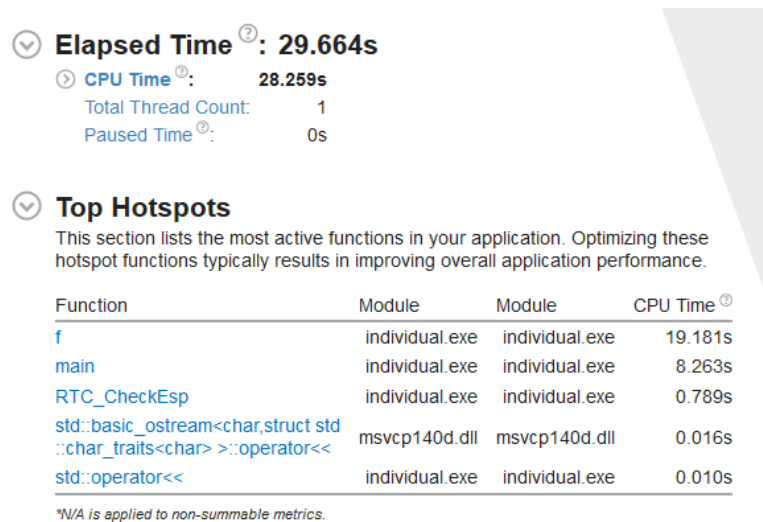 Elapsed Time ?: 29.664s
CPU Time ?: 28.259s
Total Thread Count: 1
Paused Time ?: 0s
Top Hotspots
This section lists the most active functions in your application. Optimizing these
hotspot functions typically results in improving overall application performance.
Function Module Module CPU Time ?
f individual.exe individual.exe 19.181s
main individual.exe individual.exe 8.263s
RTC_CheckEsp individual.exe individual.exe 0.789s
std::basic_ostream<char,struct std
::char_traits<char> >::operator<< msvcp140d.dll msvcp140d.dll 0.016s
std::operator<< individual.exe individual.exe 0.010s
*N/A is applied to non-summable metrics.